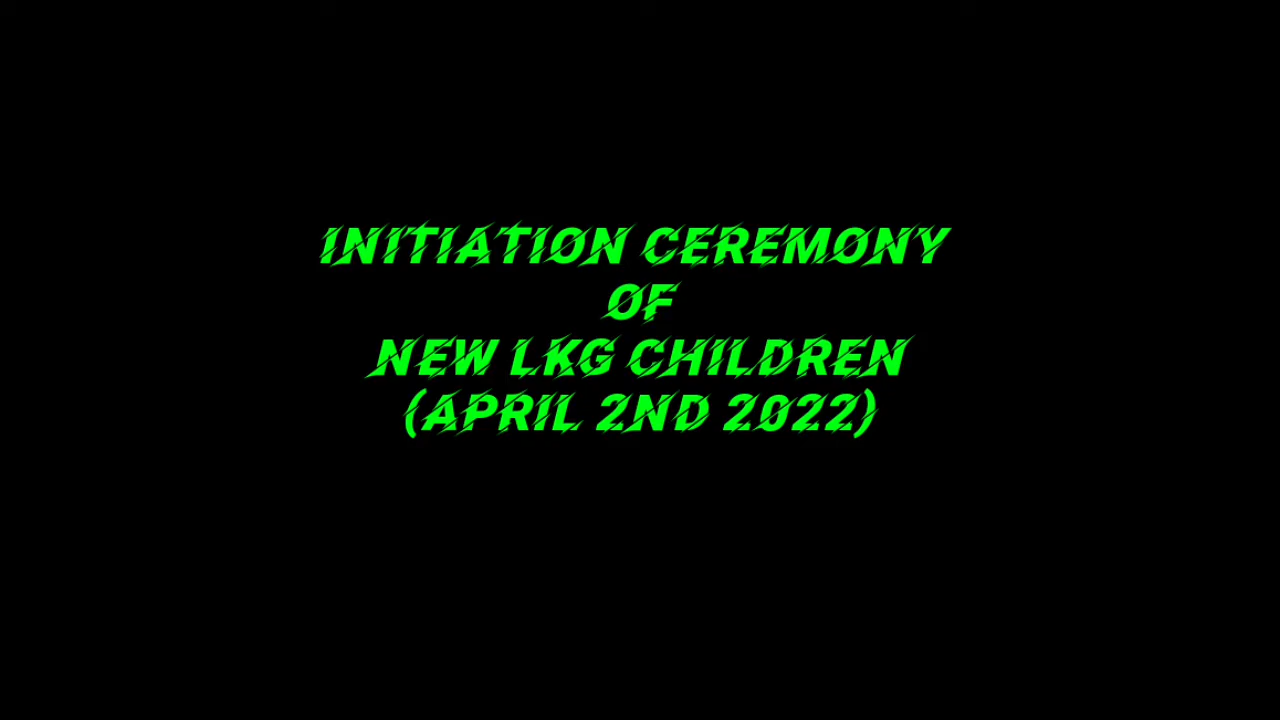 INITIATION CEREMONY
OF
NEW LKG CHILDREN
(APRIL 2ND 2022)